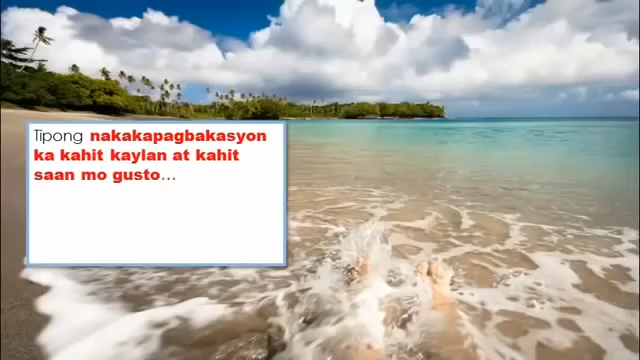 Tipong nakakapagbakasyon
ka kahit kaylan at kahit
saan mo gusto...